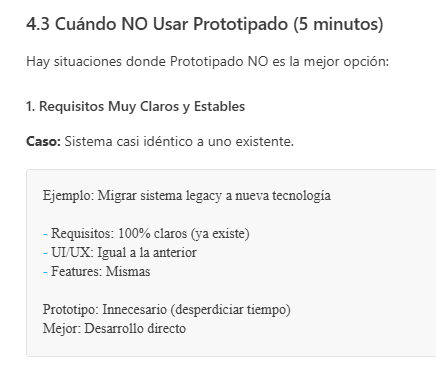 4.3 Cuándo NO Usar Prototipado (5 minutos)
Hay situaciones donde Prototipado NO es la mejor opción:
1. Requisitos Muy Claros y Estables
Caso: Sistema casi idéntico a uno existente.
Ejemplo: Migrar sistema legacy a nueva tecnología
- Requisitos: 100% claros (ya existe)
- UI/UX: Igual a la anterior
- Features: Mismas
Prototipo: Innecesario (desperdiciar tiempo)
Mejor: Desarrollo directo